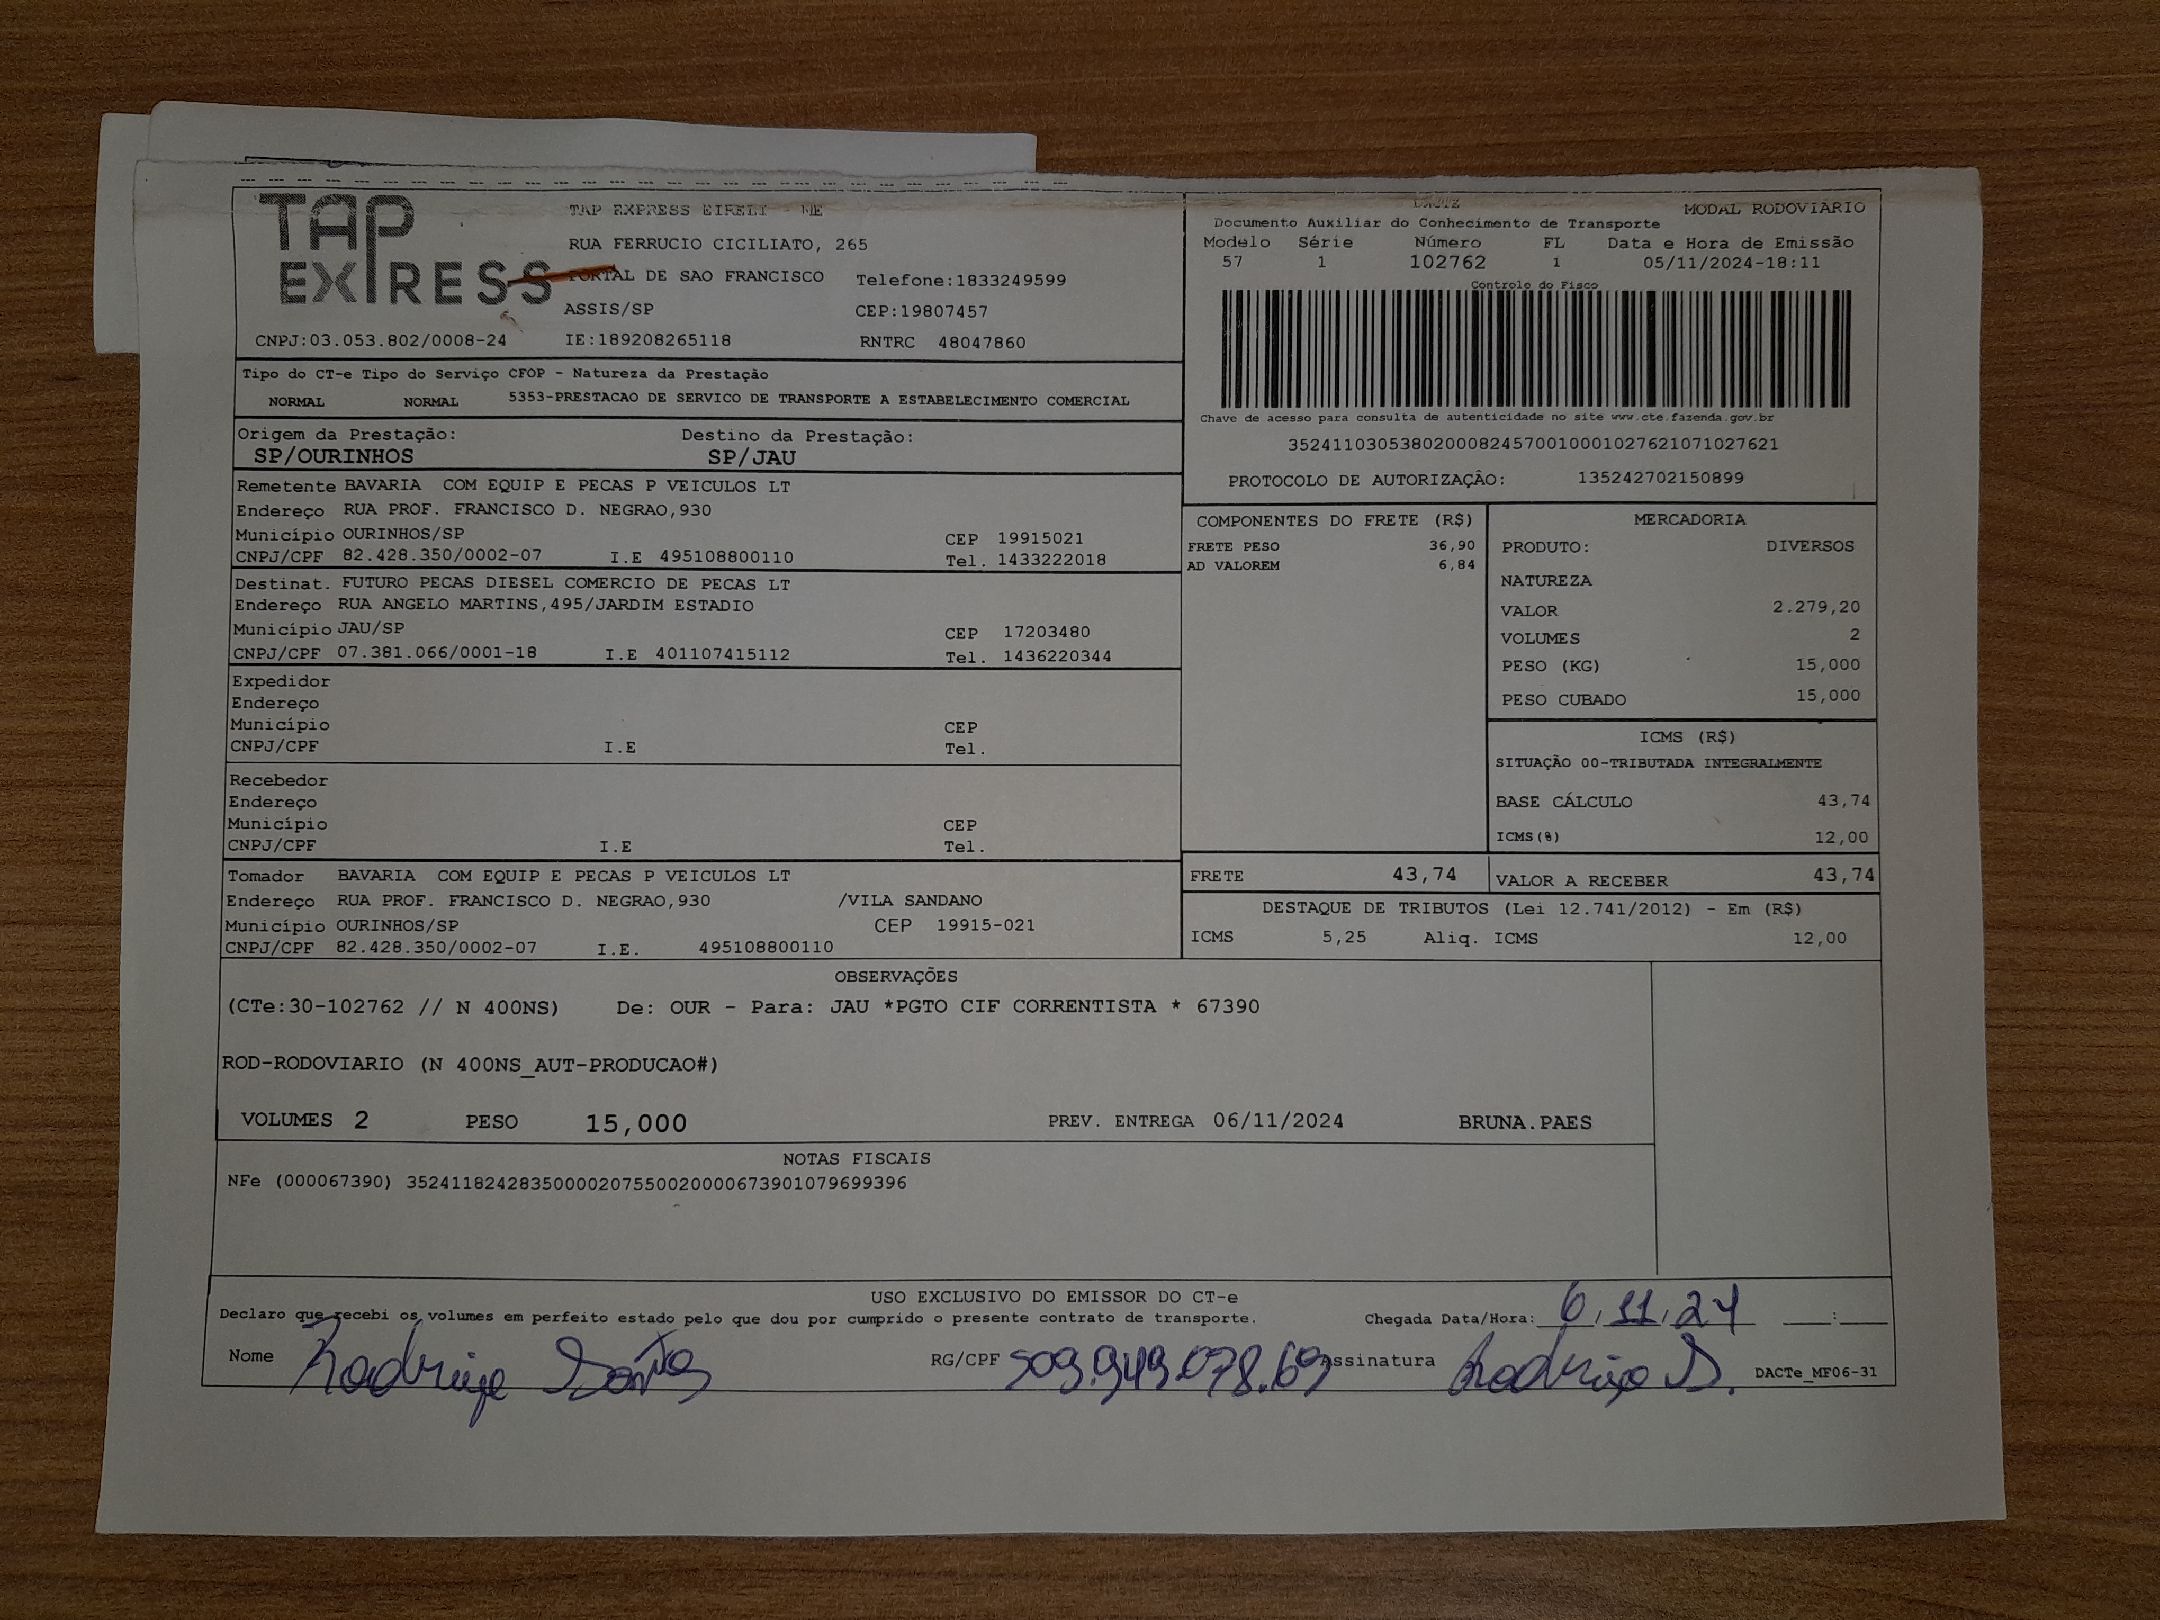 TAP
EXPRESS
TAP EXPRESS EIRELI - ME
RUA FERRUCIO CICILIATO, 265
PORTAL DE SAO FRANCISCO Telefone:1833249599
ASSIS/SP CEP:19807457
CNPJ:03.053.802/0008-24 IE:189208265118 RNTRC 48047860
DACTE MODAL RODOVIÁRIO
Documento Auxiliar do Conhecimento de Transporte
Modelo Série Número FL Data e Hora de Emissão
57 1 102762 1 05/11/2024-18:11
Controle do Fisco
Chave de acesso para consulta de autenticidade no site www.cte.fazenda.gov.br
35241103053802000824570010001027621071027621
PROTOCOLO DE AUTORIZAÇÂO: 135242702150899
Tipo do CT-e Tipo do Serviço CFOP - Natureza da Prestação
NORMAL NORMAL 5353-PRESTACAO DE SERVICO DE TRANSPORTE A ESTABELECIMENTO COMERCIAL
Origem da Prestação: Destino da Prestação:
SP/OURINHOS SP/JAU
Remetente BAVARIA COM EQUIP E PECAS P VEICULOS LT
Endereço RUA PROF. FRANCISCO D. NEGRAO,930
Município OURINHOS/SP CEP 19915021
CNPJ/CPF 82.428.350/0002-07 I.E 495108800110 Tel. 1433222018
Destinat. FUTURO PECAS DIESEL COMERCIO DE PECAS LT
Endereço RUA ANGELO MARTINS,495/JARDIM ESTADIO
Município JAU/SP CEP 17203480
CNPJ/CPF 07.381.066/0001-18 I.E 401107415112 Tel. 1436220344
Expedidor
Endereço
Município CEP
CNPJ/CPF I.E Tel.
Recebedor
Endereço
Município CEP
CNPJ/CPF I.E Tel.
Tomador BAVARIA COM EQUIP E PECAS P VEICULOS LT
Endereço RUA PROF. FRANCISCO D. NEGRAO,930 /VILA SANDANO
Município OURINHOS/SP CEP 19915-021
CNPJ/CPF 82.428.350/0002-07 I.E. 495108800110
COMPONENTES DO FRETE (R$)
FRETE PESO 36,90
AD VALOREM 6,84
MERCADORIA
PRODUTO: DIVERSOS
NATUREZA
VALOR 2.279,20
VOLUMES 2
PESO (KG) 15,000
PESO CUBADO 15,000
ICMS (R$)
SITUAÇÃO 00-TRIBUTADA INTEGRALMENTE
BASE CÁLCULO 43,74
ICMS(%) 12,00
FRETE 43,74 VALOR A RECEBER 43,74
DESTAQUE DE TRIBUTOS (Lei 12.741/2012) - Em (R$)
ICMS 5,25 Aliq. ICMS 12,00
OBSERVAÇÕES
(CTe:30-102762 // N 400NS) De: OUR - Para: JAU *PGTO CIF CORRENTISTA * 67390
ROD-RODOVIARIO (N 400NS_AUT-PRODUCAO#)
VOLUMES 2 PESO 15,000 PREV. ENTREGA 06/11/2024 BRUNA.PAES
NOTAS FISCAIS
NFe (000067390) 35241182428350000207550020000673901079699396
USO EXCLUSIVO DO EMISSOR DO CT-e
Declaro que recebi os volumes em perfeito estado pelo que dou por cumprido o presente contrato de transporte. Chegada Data/Hora: 6,11,24 :
Nome Rodrigo Santos RG/CPF 509.949.078.69 Assinatura Rodrigo S. DACTe_MF06-31